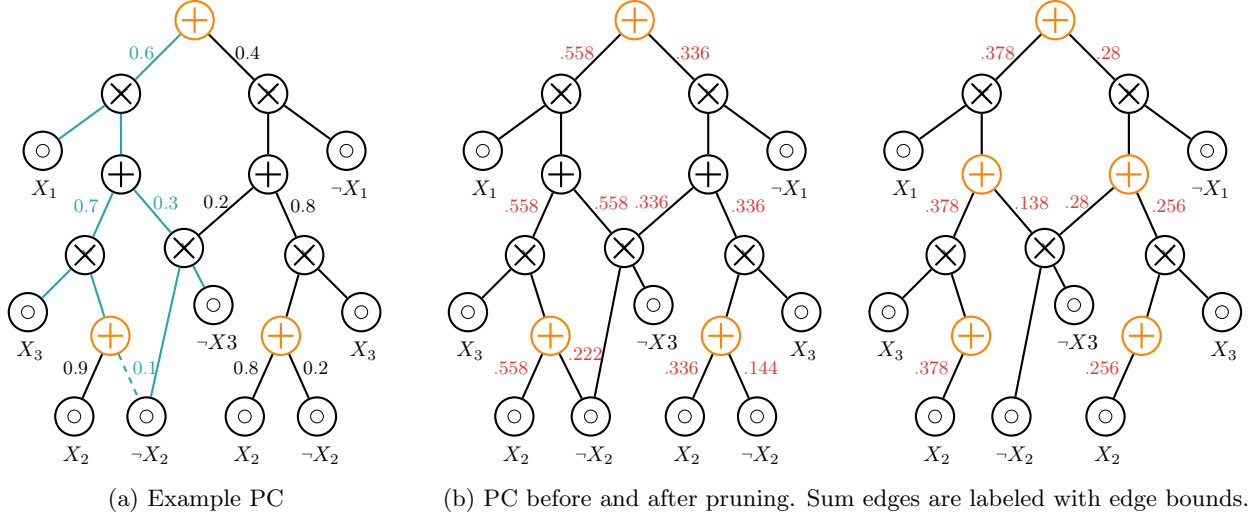 0.6 0.4 .558 .336 .378 .28
X₁ ¬X₁ X₁ ¬X₁ X₁ ¬X₁
0.7 0.3 0.2 0.8 .558 .558 .336 .336 .378 .138 .28 .256
X₃ ¬X3 X₃ X₃ ¬X3 X₃ X₃ ¬X3 X₃
0.9 0.1 0.8 0.2 .558 .222 .336 .144 .378 .256
X₂ ¬X₂ X₂ ¬X₂ X₂ ¬X₂ X₂ ¬X₂ X₂ ¬X₂ X₂
(a) Example PC (b) PC before and after pruning. Sum edges are labeled with edge bounds.